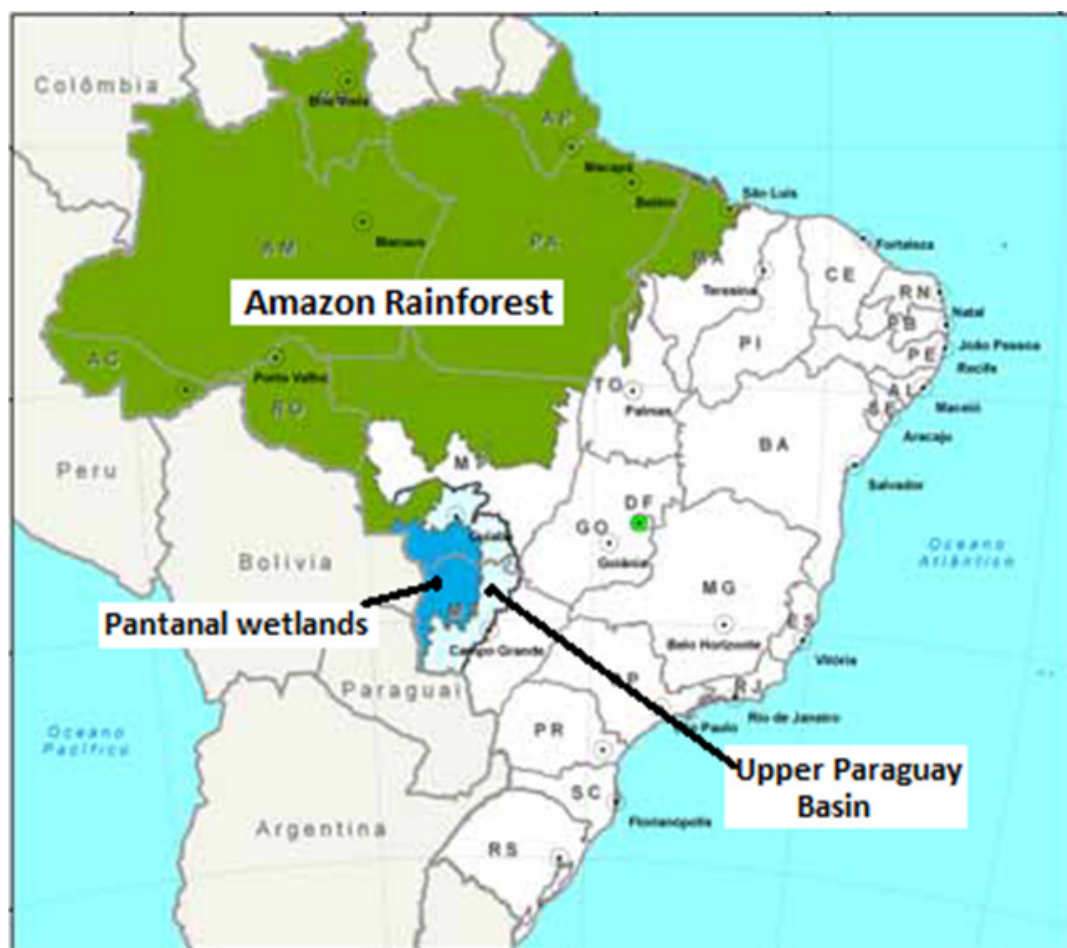 Colômbia
Boa Vista
AP
Macapá
Belém
São Luís
AM
Manaus
PA
MA
Fortaleza
Teresina
CE
RN
Natal
Amazon Rainforest
PB
João Pessoa
PI
PE
Recife
AC
Porto Velho
RO
TO
Palmas
AL
Maceió
SE
Aracaju
BA
Peru
Salvador
DF
Cuiabá
GO
Goiânia
Bolívia
Oceano
Atlântico
MG
Pantanal wetlands
ES
Campo Grande
Belo Horizonte
Vitória
Paraguai
RJ
Rio de Janeiro
Oceano
Pacífico
PR
Upper Paraguay
Basin
SC
Florianópolis
Argentina
RS